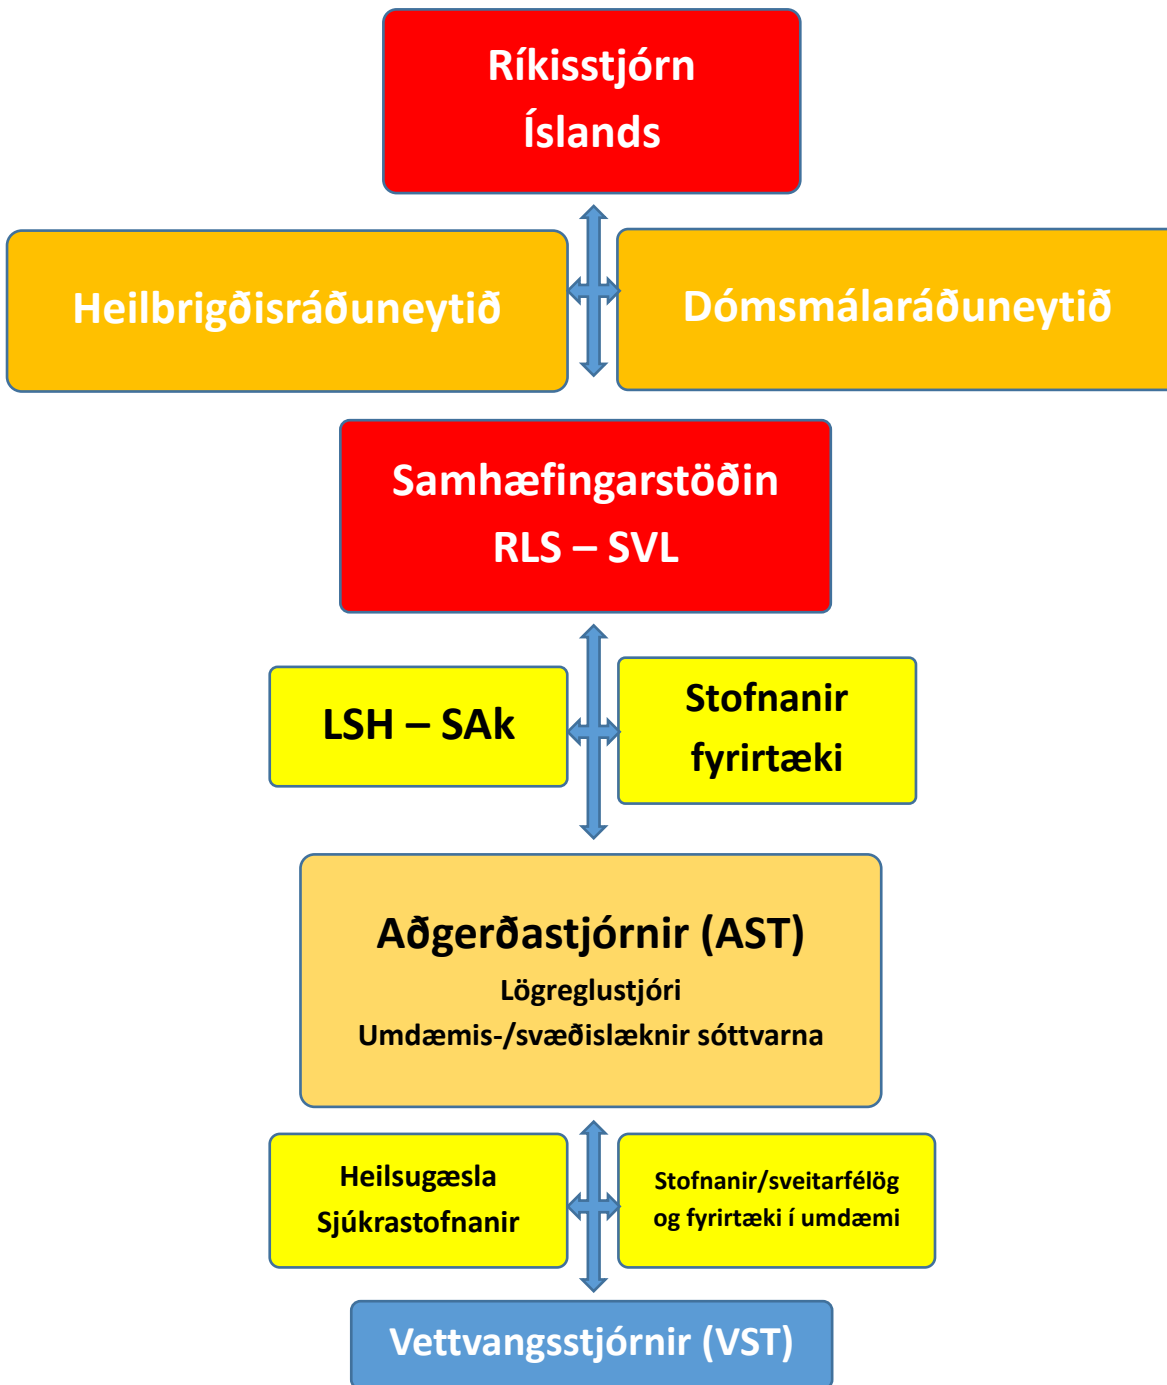 Ríkisstjórn
Íslands
Heilbrigðisráðuneytið
Dómsmálaráðuneytið
Samhæfingarstöðin
RLS – SVL
LSH – SAk
Stofnanir
fyrirtæki
Aðgerðastjórnir (AST)
Lögreglustjóri
Umdæmis-/svæðislæknir sóttvarna
Heilsugæsla
Sjúkrastofnanir
Stofnanir/sveitarfélög
og fyrirtæki í umdæmi
Vettvangsstjórnir (VST)